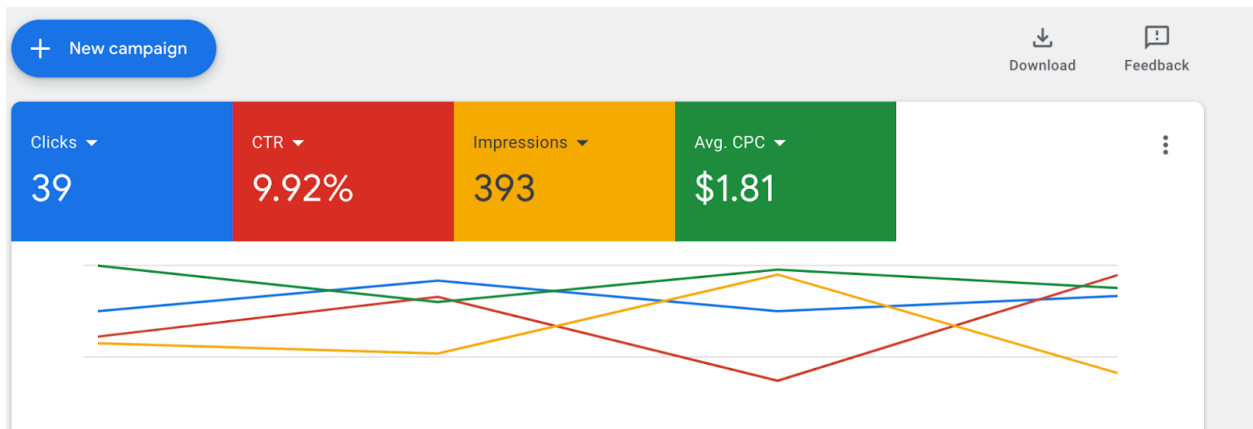 New campaign
Download
Feedback
Clicks
CTR
Impressions
Avg. CPC
39
9.92%
393
$1.81